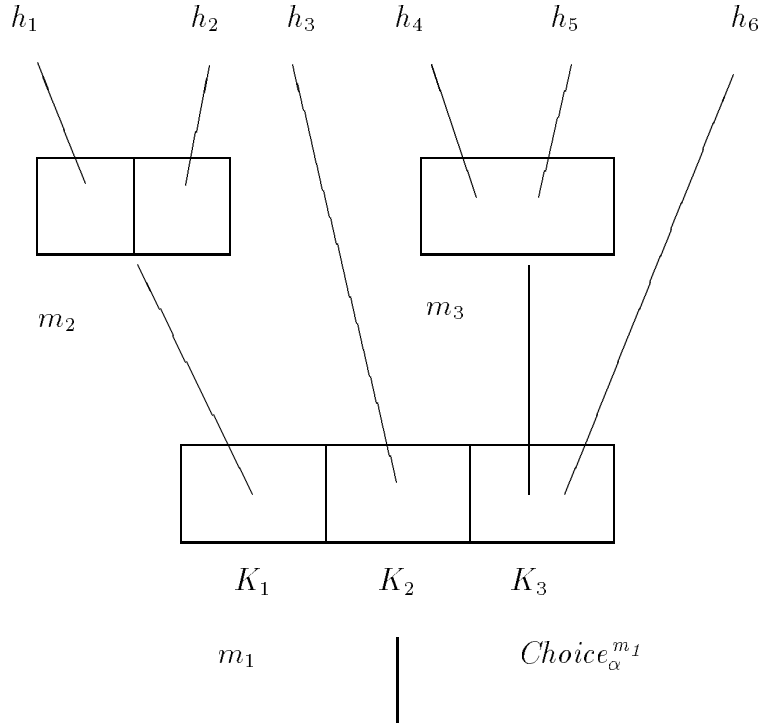 h₁ h₂ h₃ h₄ h₅ h₆
m₂ m₃
K₁ K₂ K₃
m₁ Choice_α^{m₁}